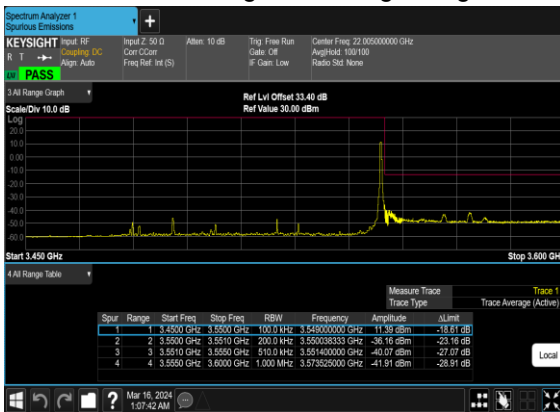 Spectrum Analyzer 1
Spurious Emissions
KEYSIGHT
R T
LV PASS
Input: RF
Coupling: DC
Align: Auto
Input Z: 50 Ω
Corr CCorr
Freq Ref: Int (S)
Atten: 10 dB
Trig: Free Run
Gate: Off
IF Gain: Low
Center Freq: 22.005000000 GHz
Avg|Hold: 100/100
Radio Std: None
3 All Range Graph
Scale/Div 10.0 dB
Ref Lvl Offset 33.40 dB
Ref Value 30.00 dBm
Log
20.0
10.0
0.00
-10.0
-20.0
-30.0
-40.0
-50.0
-60.0
Start 3.450 GHz
Stop 3.600 GH
4 All Range Table
Measure Trace Trace 1
Trace Type Trace Average (Active)
Spur Range Start Freq Stop Freq RBW Frequency Amplitude ΔLimit
1 1 3.4500 GHz 3.5500 GHz 100.0 kHz 3.549000000 GHz 11.39 dBm -18.61 dB
2 2 3.5500 GHz 3.5510 GHz 200.0 kHz 3.550038333 GHz -36.16 dBm -23.16 dB
3 3 3.5510 GHz 3.5550 GHz 510.0 kHz 3.551400000 GHz -40.07 dBm -27.07 dB
4 4 3.5550 GHz 3.6000 GHz 1.000 MHz 3.573525000 GHz -41.91 dBm -28.91 dB
Local
?
Mar 16, 2024
1:07:42 AM